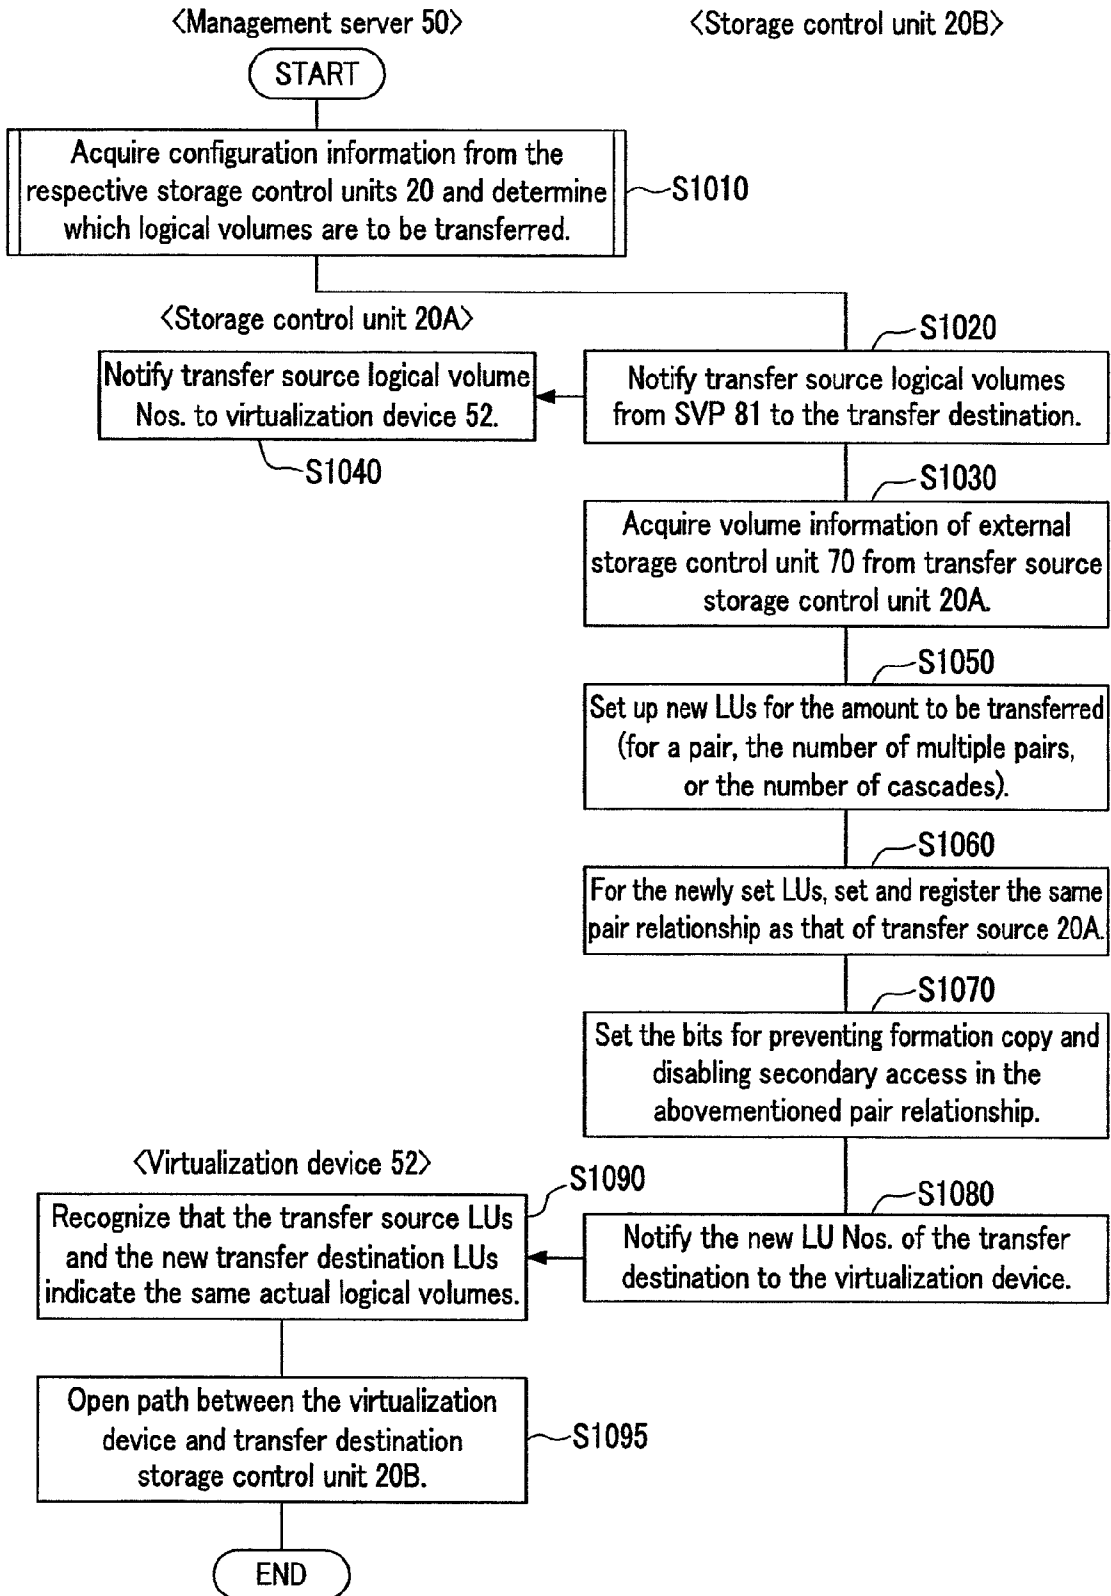 〈Management server 50〉
〈Storage control unit 20B〉
START
Acquire configuration information from the
respective storage control units 20 and determine
which logical volumes are to be transferred.
S1010
〈Storage control unit 20A〉
S1020
Notify transfer source logical volume
Nos. to virtualization device 52.
S1040
Notify transfer source logical volumes
from SVP 81 to the transfer destination.
S1030
Acquire volume information of external
storage control unit 70 from transfer source
storage control unit 20A.
S1050
Set up new LUs for the amount to be transferred
(for a pair, the number of multiple pairs,
or the number of cascades).
S1060
For the newly set LUs, set and register the same
pair relationship as that of transfer source 20A.
S1070
Set the bits for preventing formation copy and
disabling secondary access in the
abovementioned pair relationship.
S1080
Notify the new LU Nos. of the transfer
destination to the virtualization device.
〈Virtualization device 52〉
S1090
Recognize that the transfer source LUs
and the new transfer destination LUs
indicate the same actual logical volumes.
Open path between the virtualization
device and transfer destination
storage control unit 20B.
S1095
END